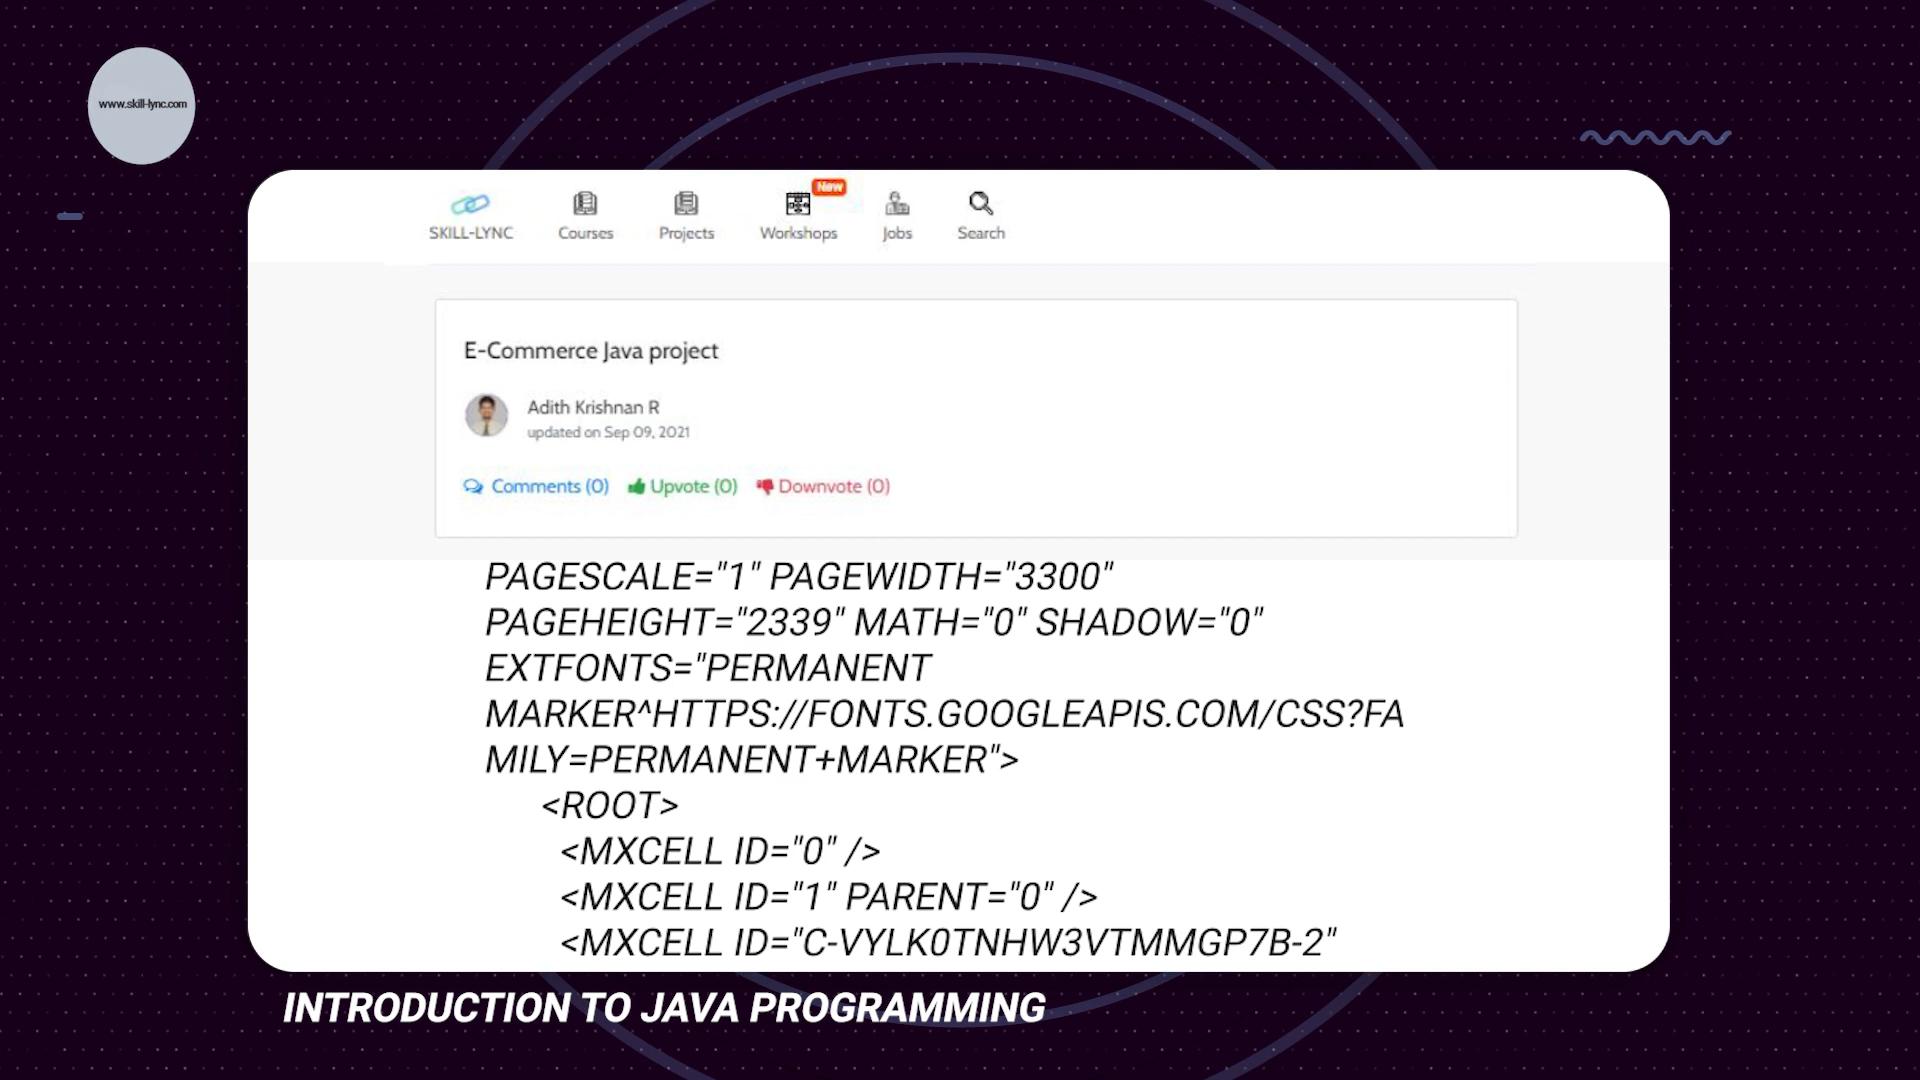 www.skill-lync.com
New
SKILL-LYNC Courses Projects Workshops Jobs Search
E-Commerce Java project
Adith Krishnan R
updated on Sep 09, 2021
Comments (0) Upvote (0) Downvote (0)
PAGESCALE="1" PAGEWIDTH="3300"
PAGEHEIGHT="2339" MATH="0" SHADOW="0"
EXTFONTS="PERMANENT
MARKER^HTTPS://FONTS.GOOGLEAPIS.COM/CSS?FA
MILY=PERMANENT+MARKER">
<ROOT>
<MXCELL ID="0" />
<MXCELL ID="1" PARENT="0" />
<MXCELL ID="C-VYLK0TNHW3VTMMGP7B-2"
INTRODUCTION TO JAVA PROGRAMMING